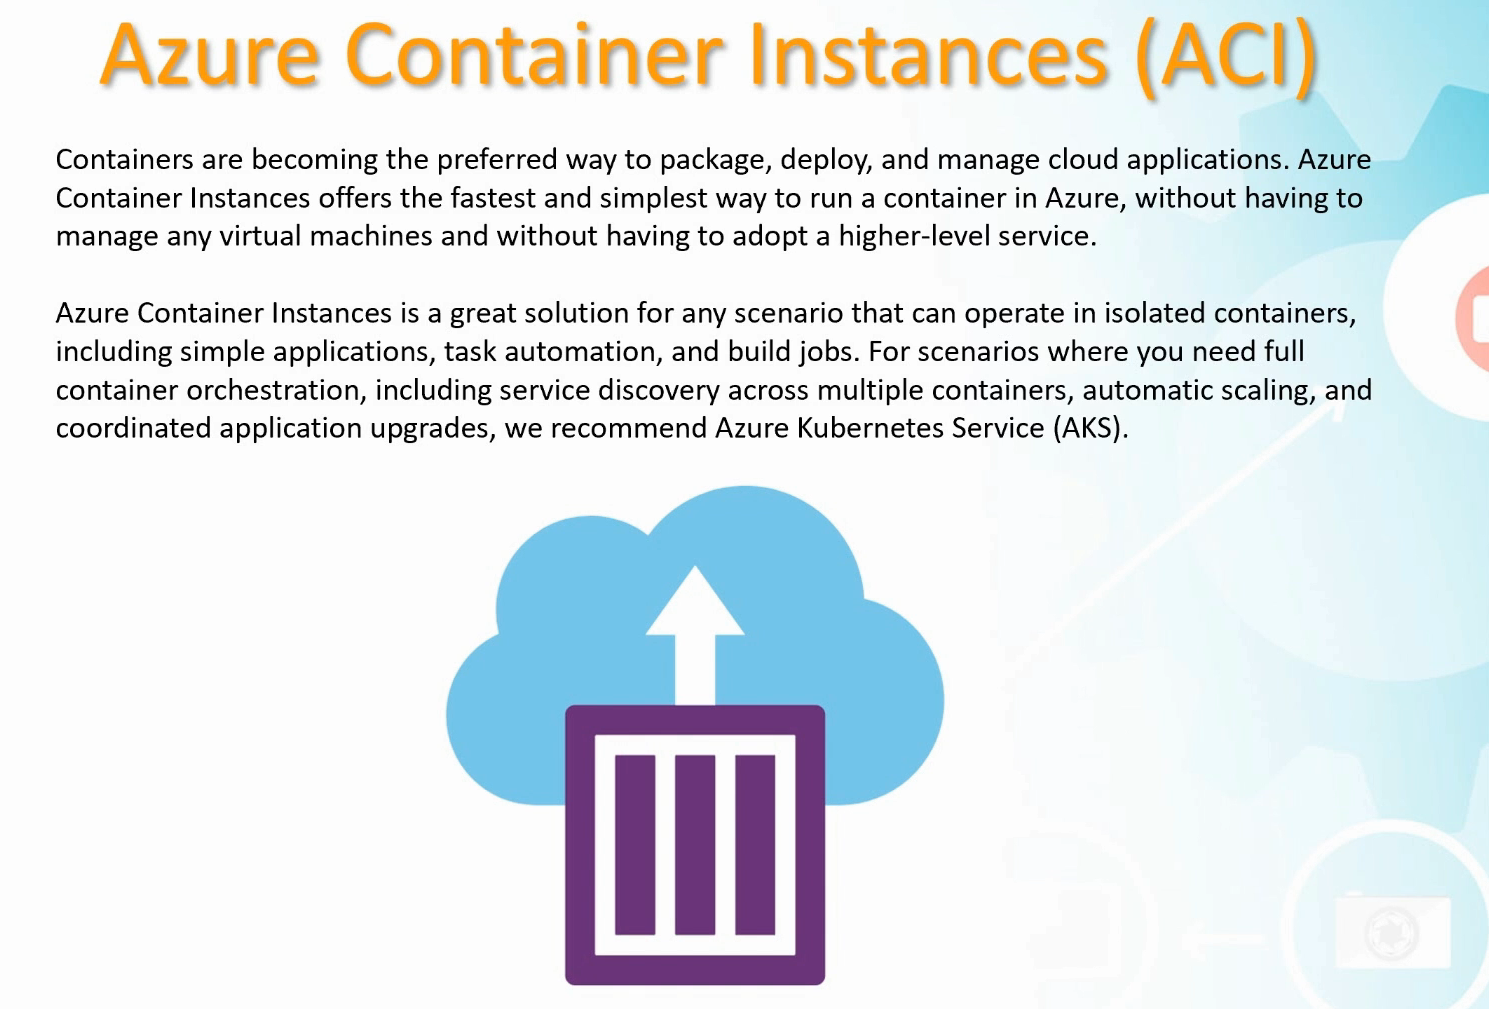 Azure Container Instances (ACI)
Containers are becoming the preferred way to package, deploy, and manage cloud applications. Azure
Container Instances offers the fastest and simplest way to run a container in Azure, without having to
manage any virtual machines and without having to adopt a higher-level service.
Azure Container Instances is a great solution for any scenario that can operate in isolated containers,
including simple applications, task automation, and build jobs. For scenarios where you need full
container orchestration, including service discovery across multiple containers, automatic scaling, and
coordinated application upgrades, we recommend Azure Kubernetes Service (AKS).